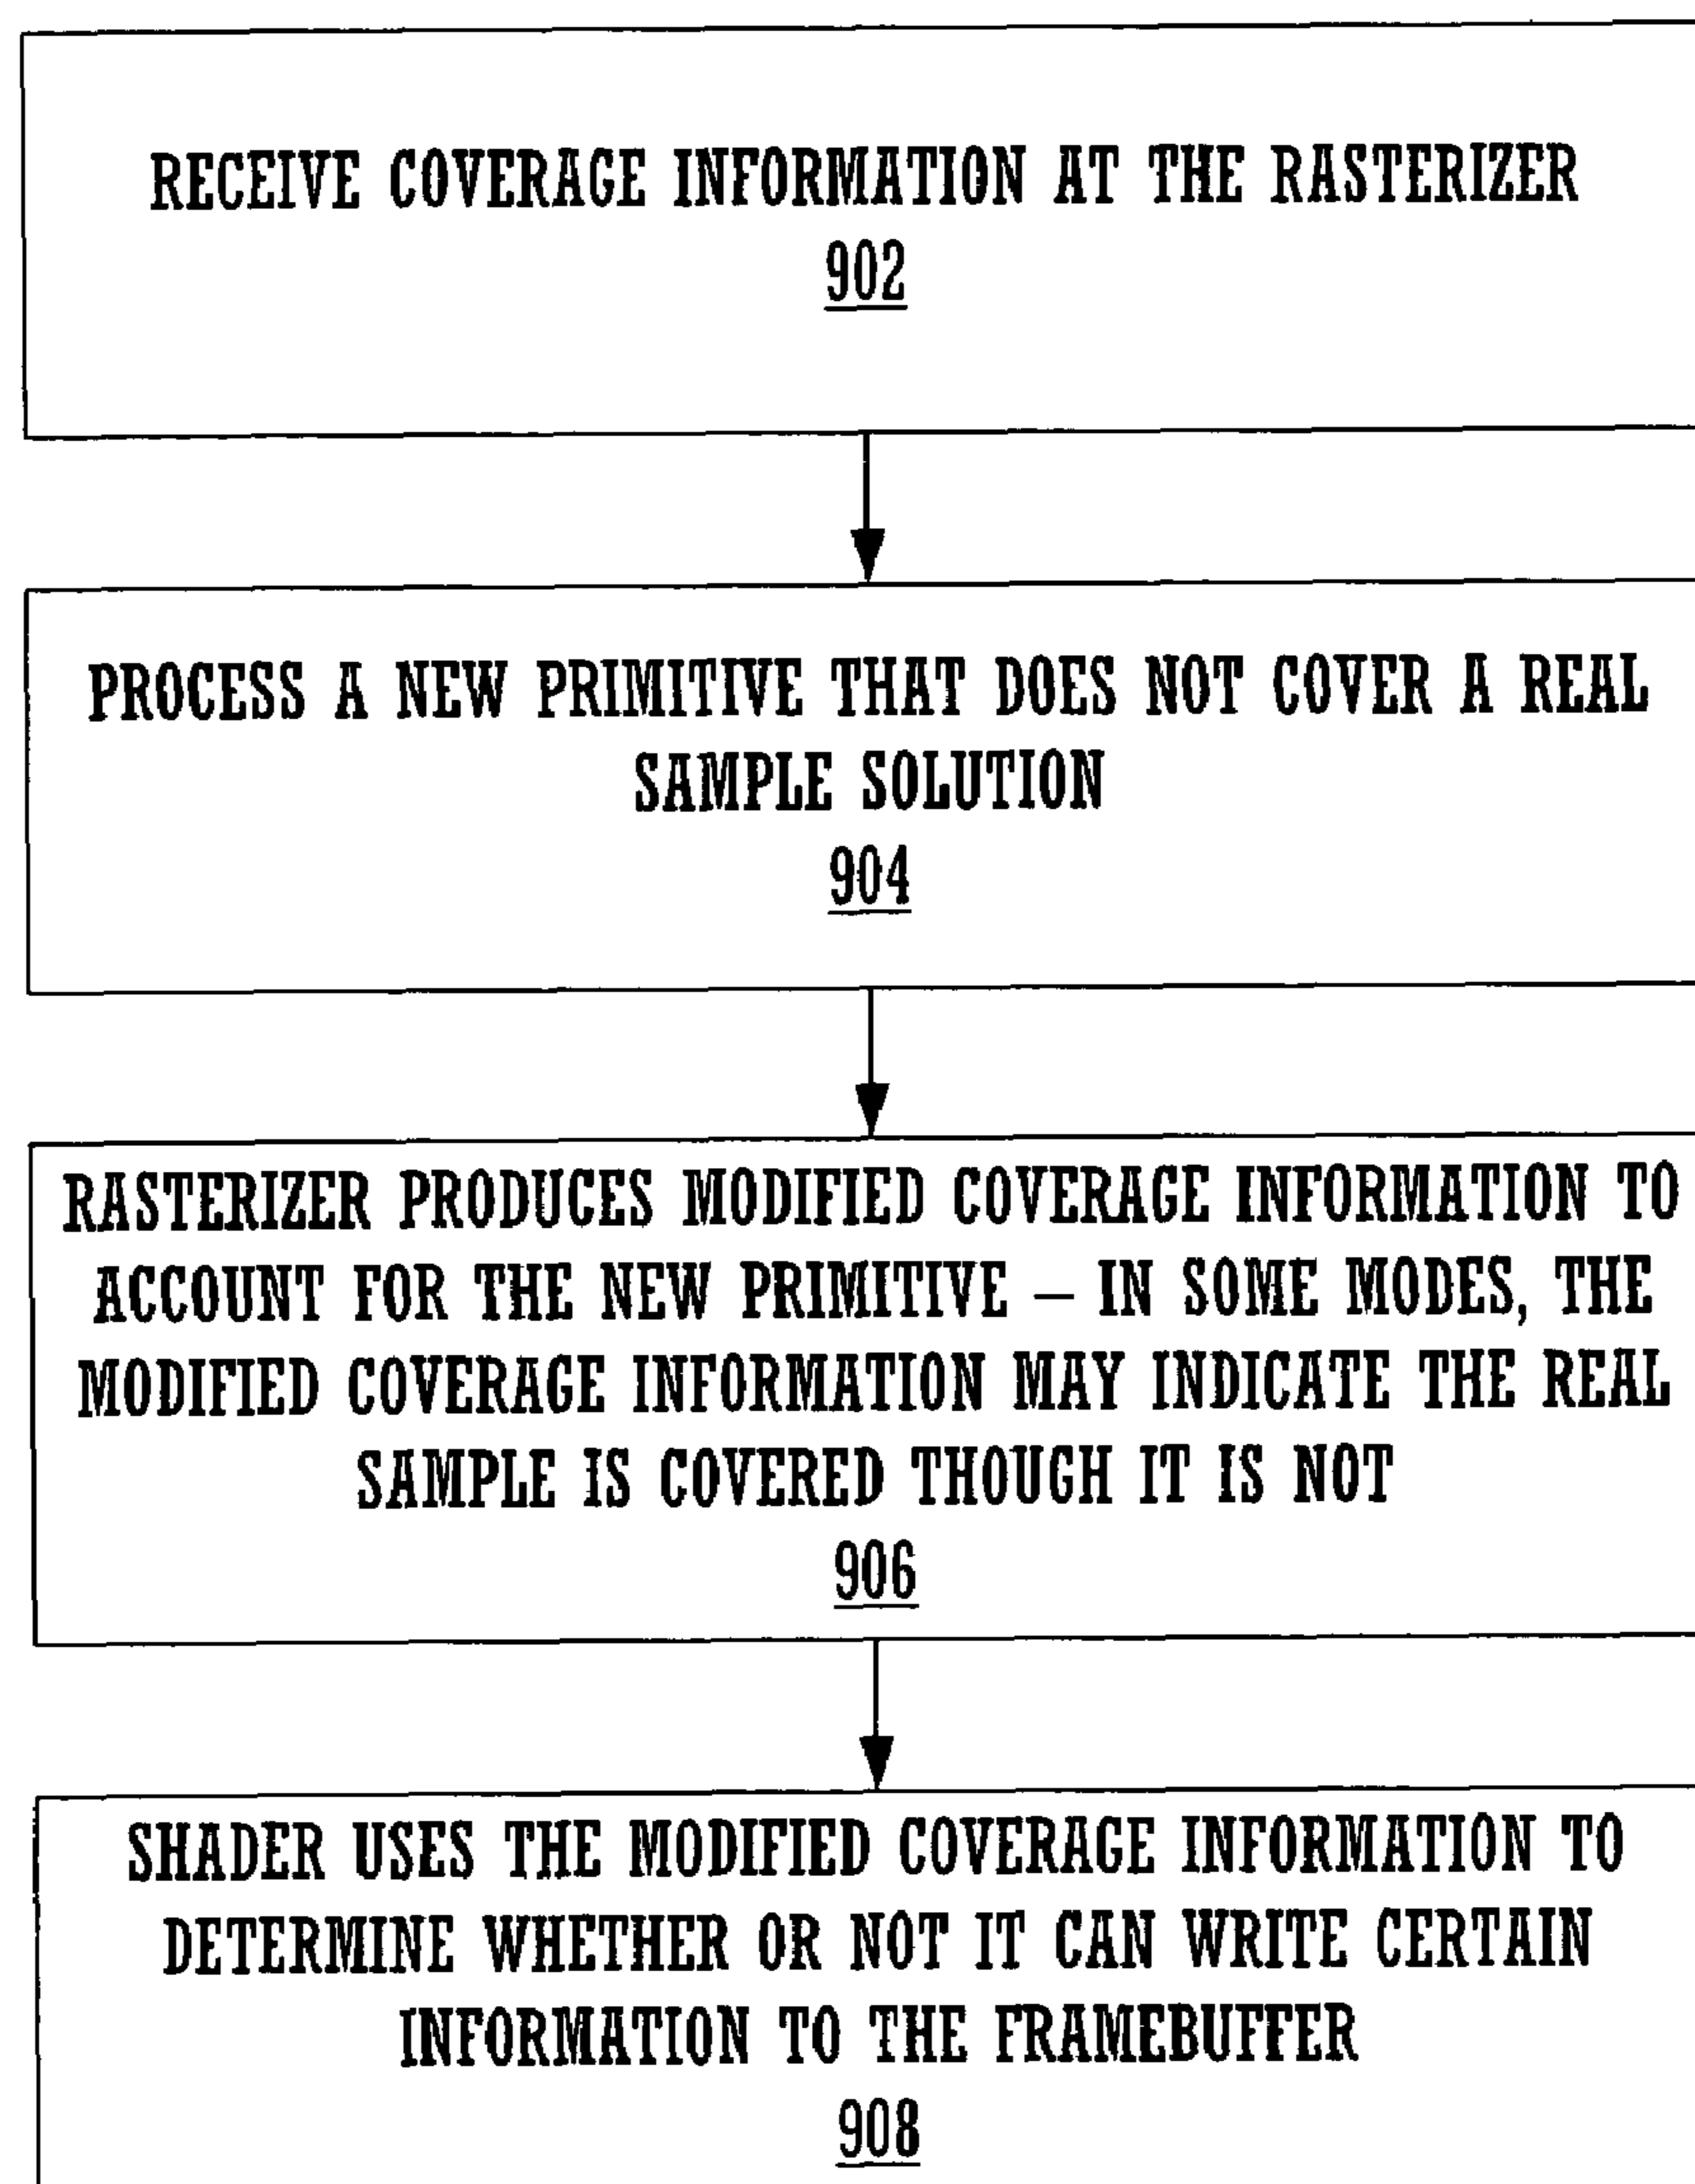 RECEIVE COVERAGE INFORMATION AT THE RASTERIZER
902
PROCESS A NEW PRIMITIVE THAT DOES NOT COVER A REAL
SAMPLE SOLUTION
904
RASTERIZER PRODUCES MODIFIED COVERAGE INFORMATION TO
ACCOUNT FOR THE NEW PRIMITIVE – IN SOME MODES, THE
MODIFIED COVERAGE INFORMATION MAY INDICATE THE REAL
SAMPLE IS COVERED THOUGH IT IS NOT
906
SHADER USES THE MODIFIED COVERAGE INFORMATION TO
DETERMINE WHETHER OR NOT IT CAN WRITE CERTAIN
INFORMATION TO THE FRAMEBUFFER
908